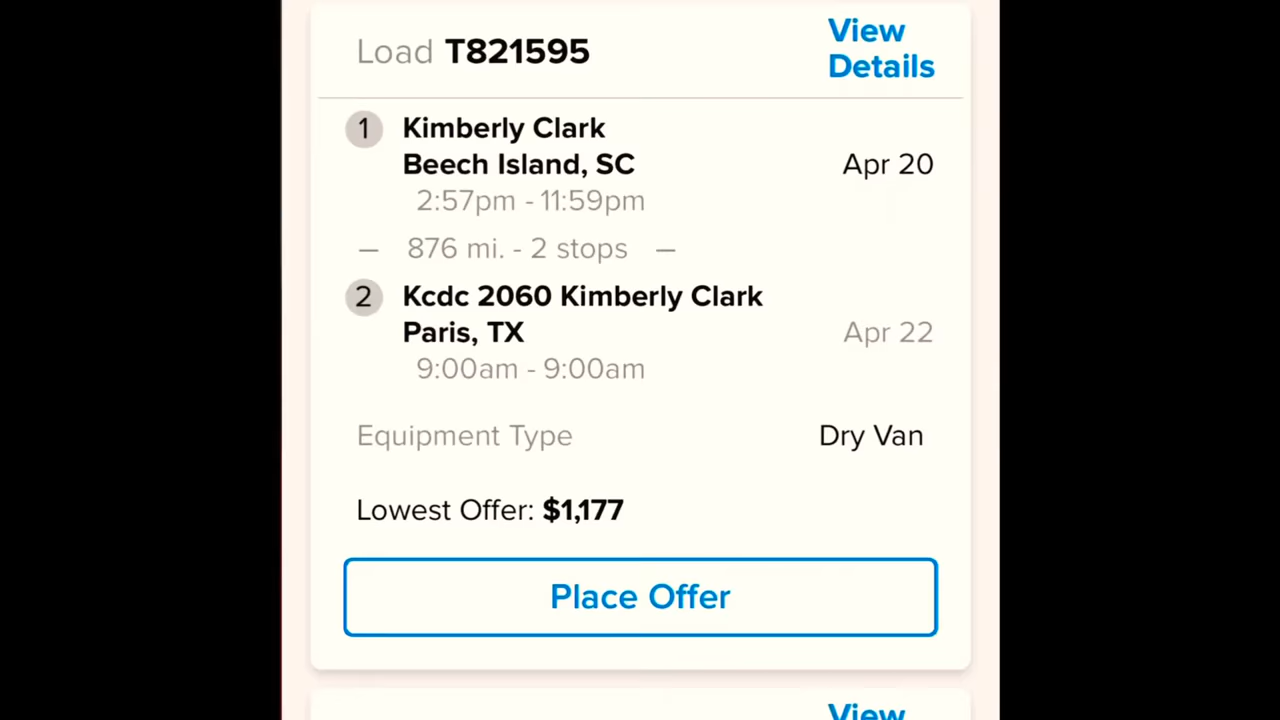 Load T821595
View
Details
1
Kimberly Clark
Beech Island, SC
Apr 20
2:57pm - 11:59pm
— 876 mi. - 2 stops —
2
Kcdc 2060 Kimberly Clark
Paris, TX
Apr 22
9:00am - 9:00am
Equipment Type
Dry Van
Lowest Offer: $1,177
Place Offer
View